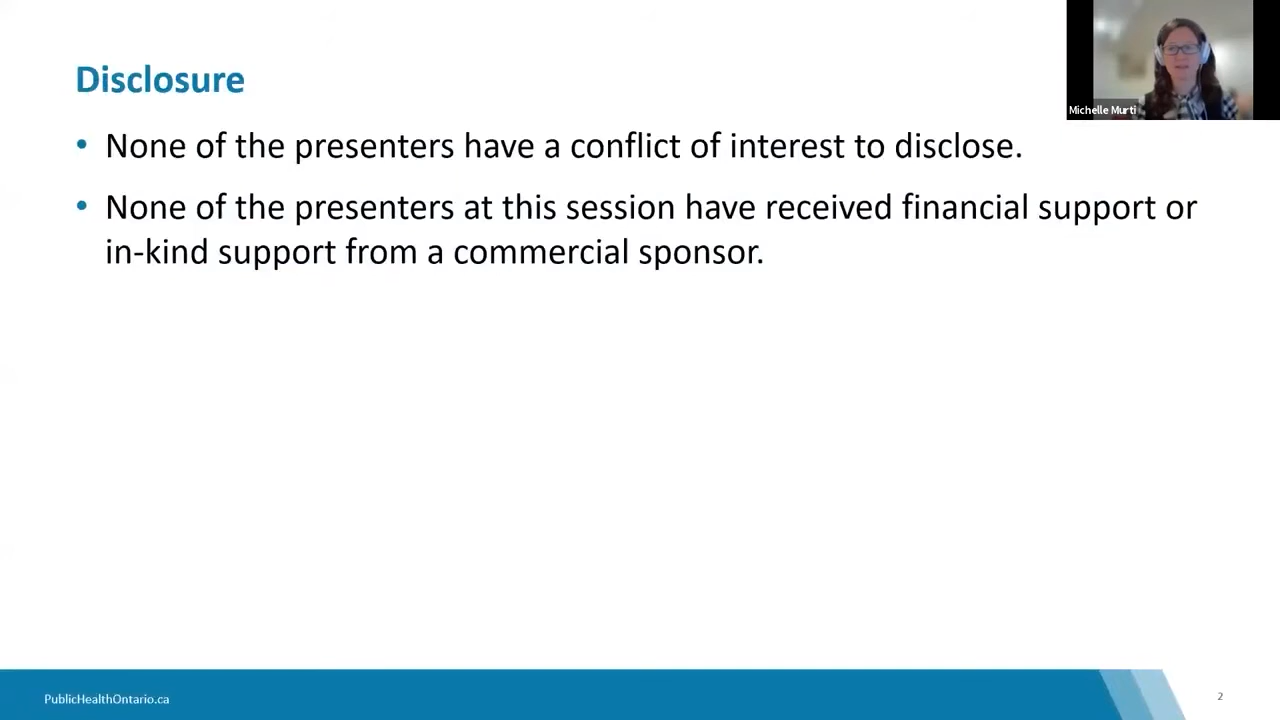 Disclosure
Michelle Murti
• None of the presenters have a conflict of interest to disclose.
• None of the presenters at this session have received financial support or
in-kind support from a commercial sponsor.
PublicHealthOntario.ca
2